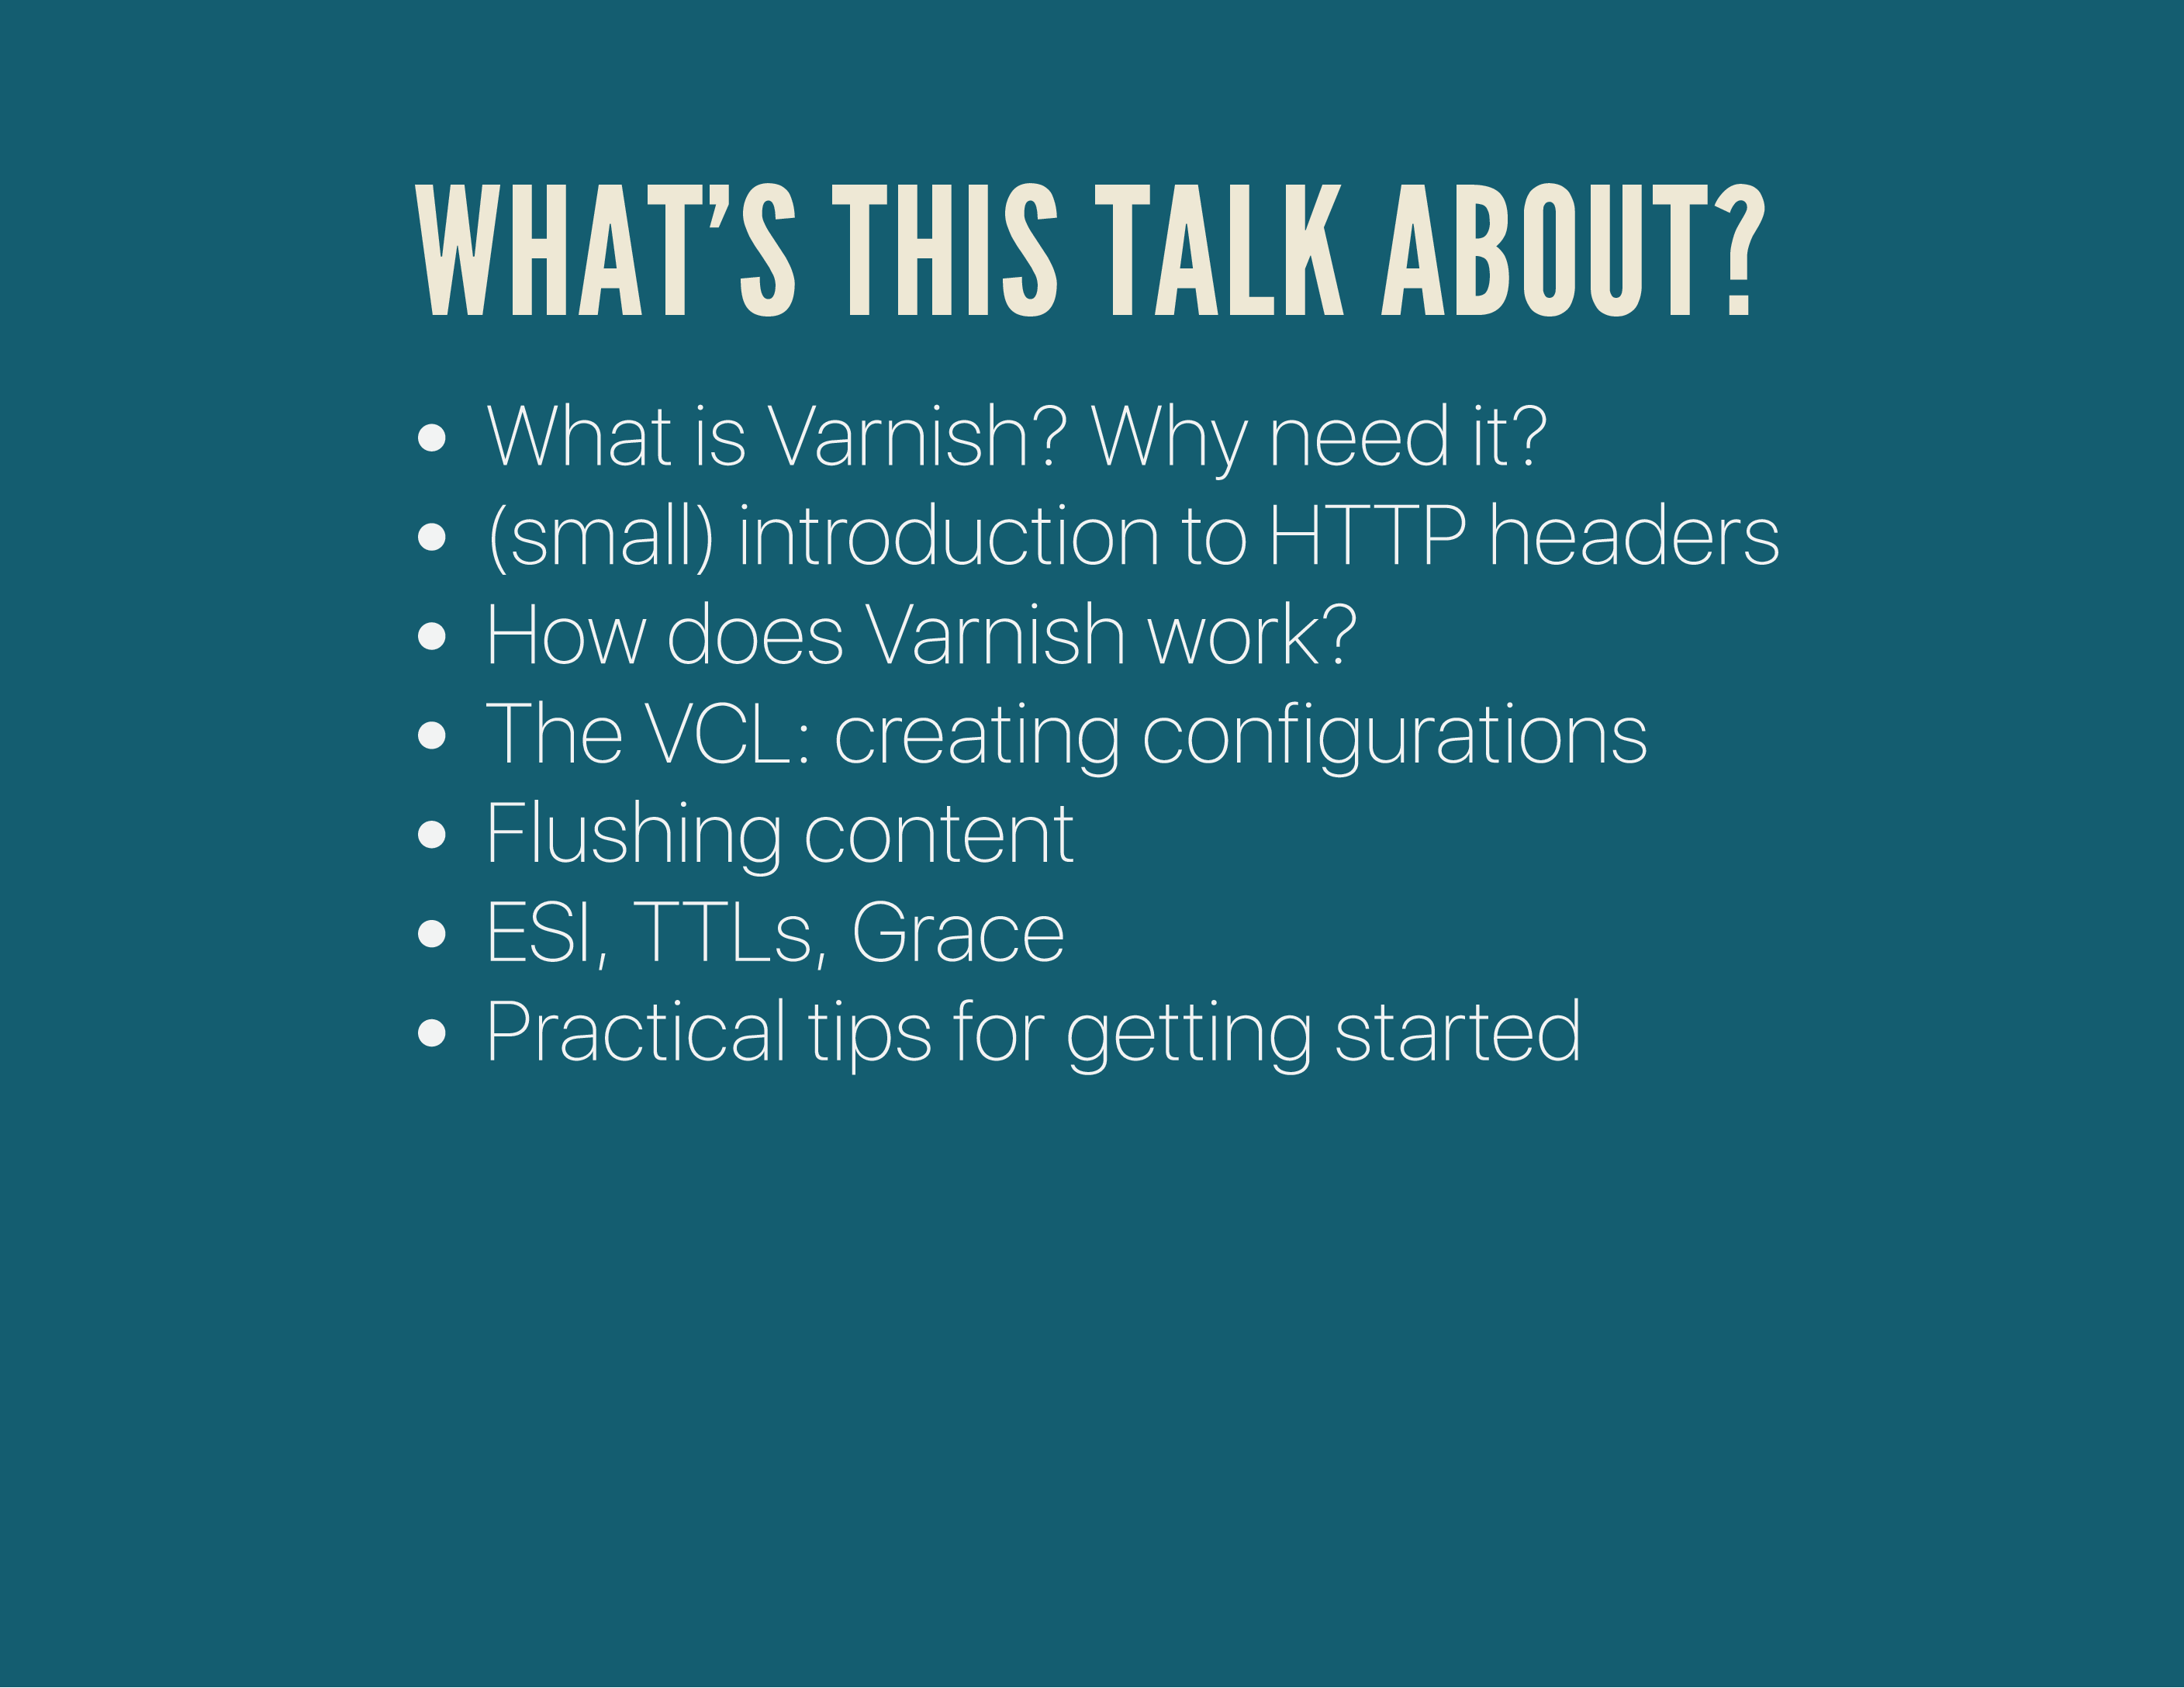 WHAT’S THIS TALK ABOUT?
• What is Varnish? Why need it?
• (small) introduction to HTTP headers
• How does Varnish work?
• The VCL: creating configurations
• Flushing content
• ESI, TTLs, Grace
• Practical tips for getting started